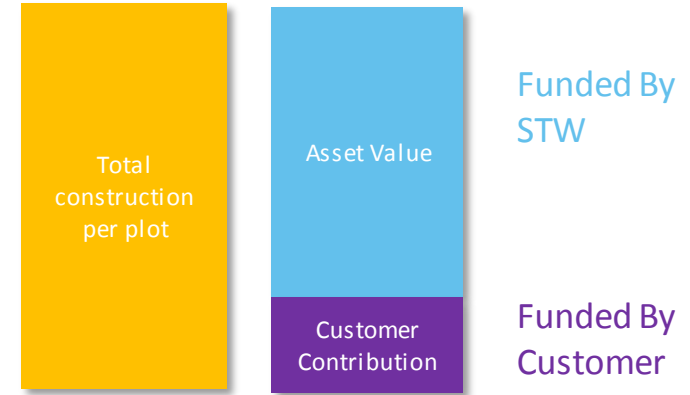 Total
construction
per plot
Asset Value
Customer
Contribution
Funded By
STW
Funded By
Customer